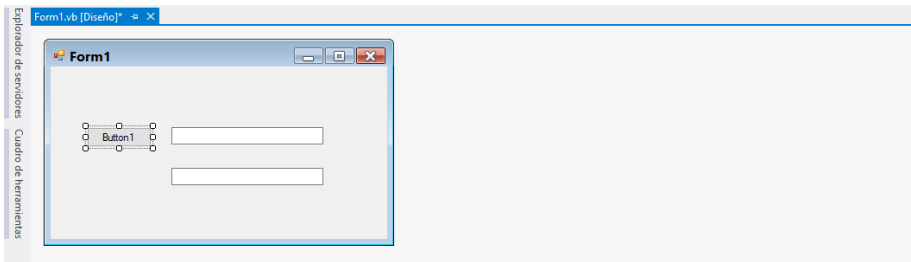 Form1.vb [Diseño]*
Explorador de servidores
Cuadro de herramientas
Form1
Button1